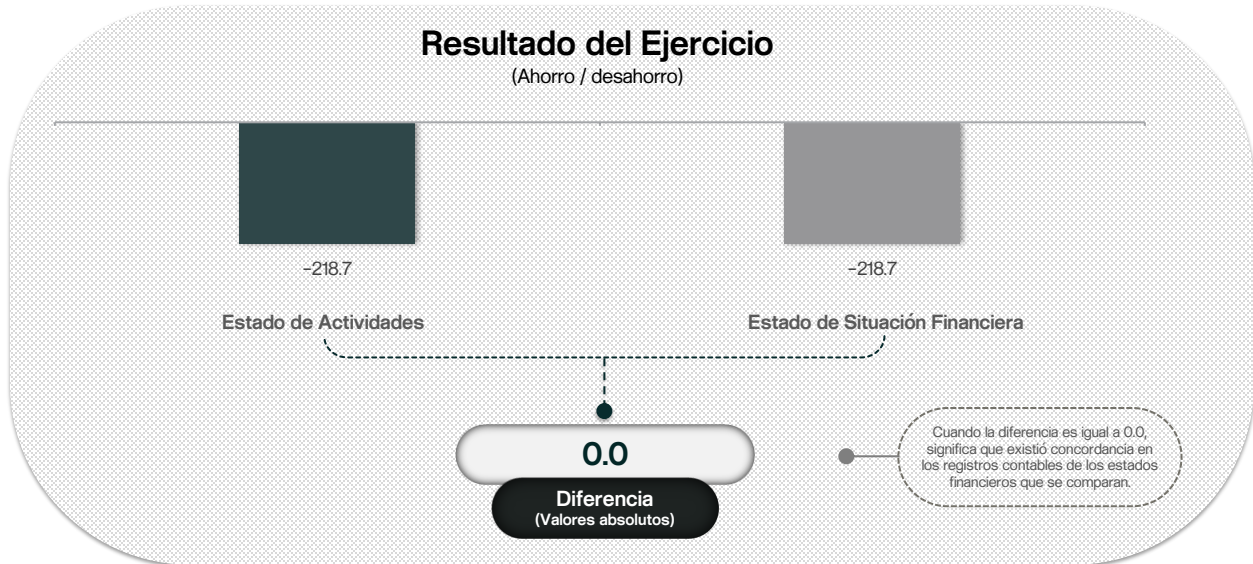 Resultado del Ejercicio
(Ahorro / desahorro)
-218.7
-218.7
Estado de Actividades
Estado de Situación Financiera
0.0
Diferencia
(Valores absolutos)
Cuando la diferencia es igual a 0.0,
significa que existió concordancia en
los registros contables de los estados
financieros que se comparan.